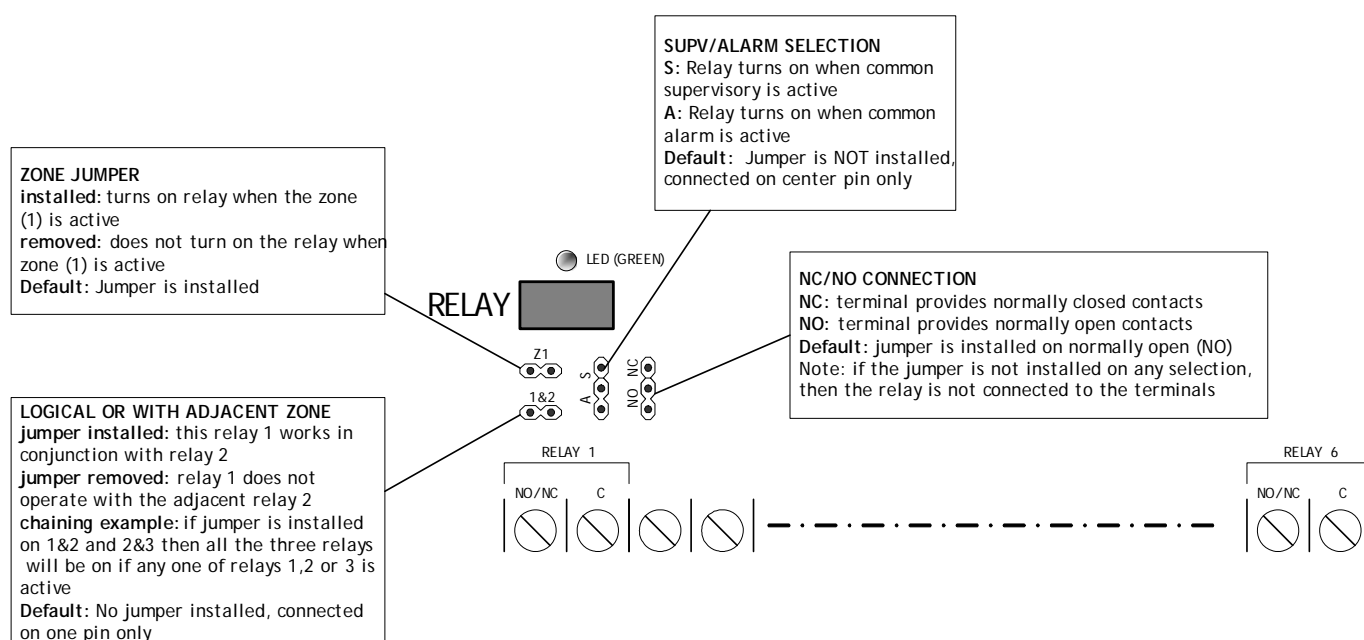 SUPV/ALARM SELECTION
S: Relay turns on when common
supervisory is active
A: Relay turns on when common
alarm is active
Default: Jumper is NOT installed,
connected on center pin only
ZONE JUMPER
installed: turns on relay when the zone
(1) is active
removed: does not turn on the relay when
zone (1) is active
Default: Jumper is installed
LED (GREEN)
RELAY
NC/NO CONNECTION
NC: terminal provides normally closed contacts
NO: terminal provides normally open contacts
Default: jumper is installed on normally open (NO)
Note: if the jumper is not installed on any selection,
then the relay is not connected to the terminals
Z1
S
NC
1&2
A
NO
LOGICAL OR WITH ADJACENT ZONE
jumper installed: this relay 1 works in
conjunction with relay 2
jumper removed: relay 1 does not
operate with the adjacent relay 2
chaining example: if jumper is installed
on 1&2 and 2&3 then all the three relays
will be on if any one of relays 1,2 or 3 is
active
Default: No jumper installed, connected
on one pin only
RELAY 1
NO/NC
C
RELAY 6
NO/NC
C